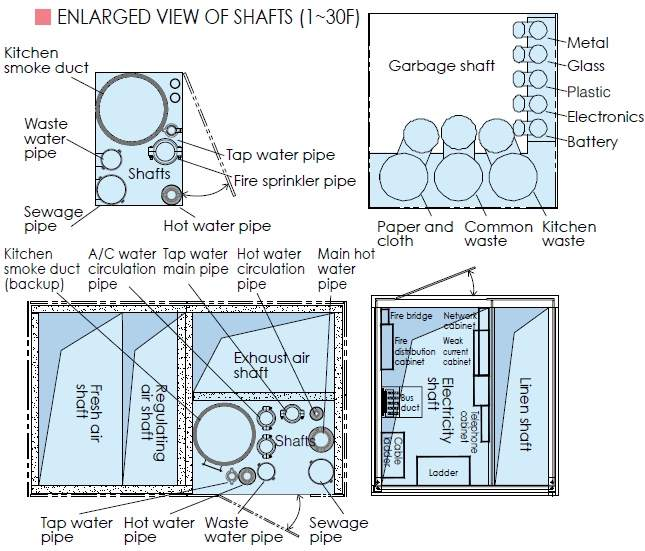 ENLARGED VIEW OF SHAFTS (1~30F)
Kitchen
smoke duct
Waste
water
pipe
Shafts
Tap water pipe
Fire sprinkler pipe
Sewage
pipe
Hot water pipe
Garbage shaft
Metal
Glass
Plastic
Electronics
Battery
Paper and
cloth
Common
waste
Kitchen
waste
Kitchen
smoke duct
(backup)
A/C water
circulation
pipe
Tap water
main pipe
Hot water
circulation
pipe
Main hot
water
pipe
Fresh air
shaft
Regulating
air shaft
Exhaust air
shaft
Shafts
Tap water
pipe
Hot water
pipe
Waste
water
pipe
Sewage
pipe
Fire bridge
Network
cabinet
Fire
distribution
cabinet
Weak
current
cabinet
Bus
duct
Electricity
shaft
Telephone
cabinet
Cable
ladder
Ladder
Linen shaft